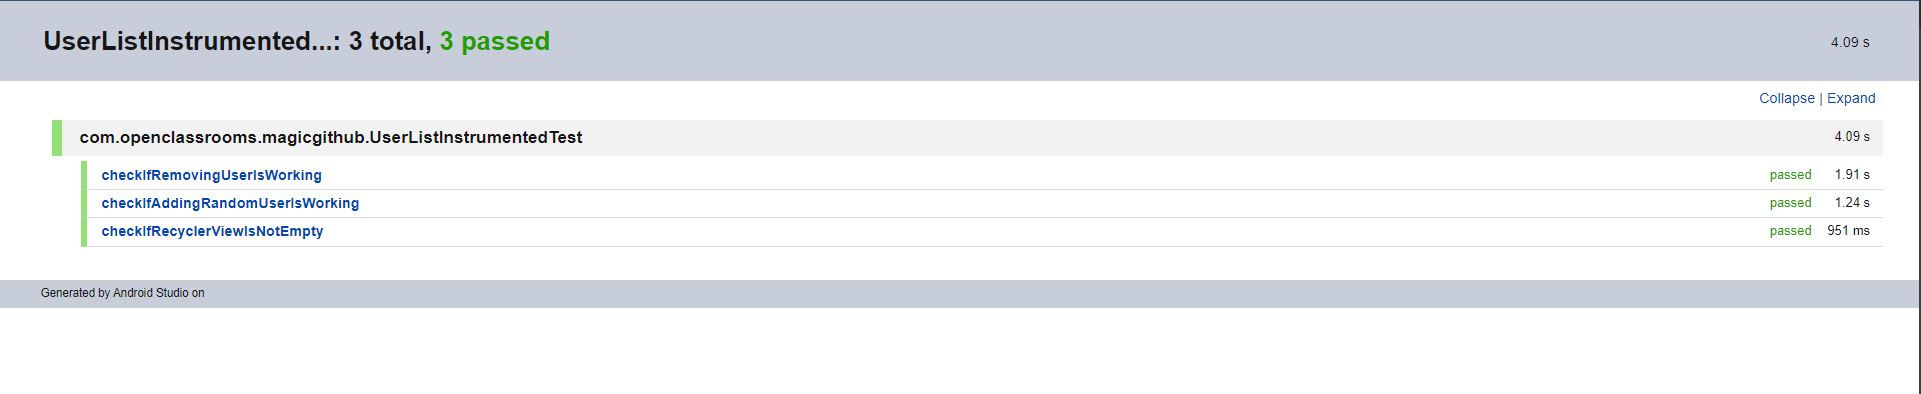 UserListInstrumented...: 3 total, 3 passed 4.09 s
Collapse | Expand
com.openclassrooms.magicgithub.UserListInstrumentedTest 4.09 s
checkIfRemovingUserIsWorking passed 1.91 s
checkIfAddingRandomUserIsWorking passed 1.24 s
checkIfRecyclerViewIsNotEmpty passed 951 ms
Generated by Android Studio on